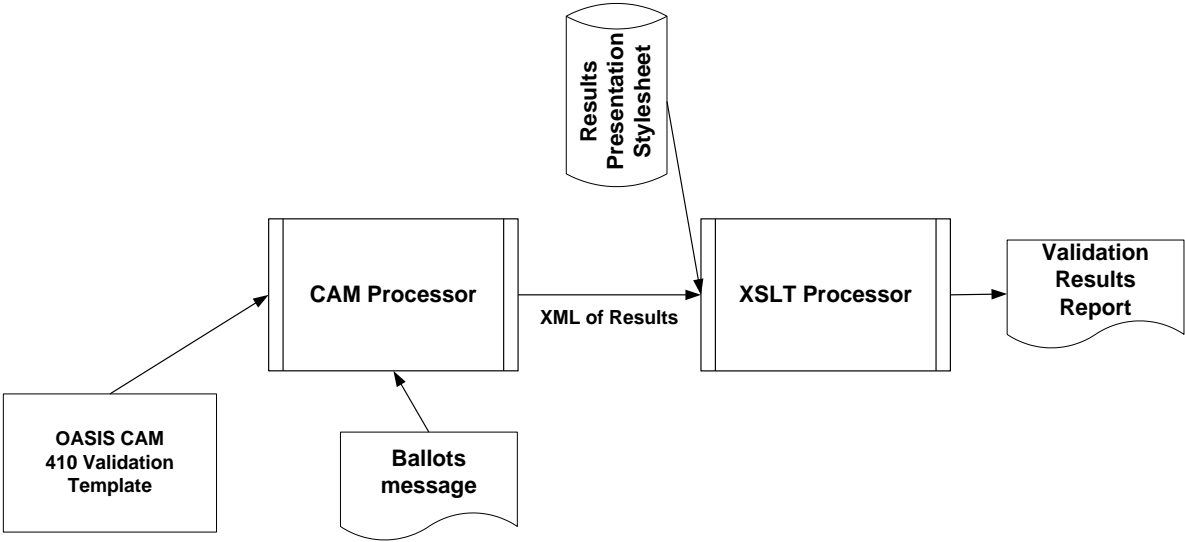 Results
Presentation
Stylesheet
CAM Processor
XML of Results
XSLT Processor
Validation
Results
Report
OASIS CAM
410 Validation
Template
Ballots
message